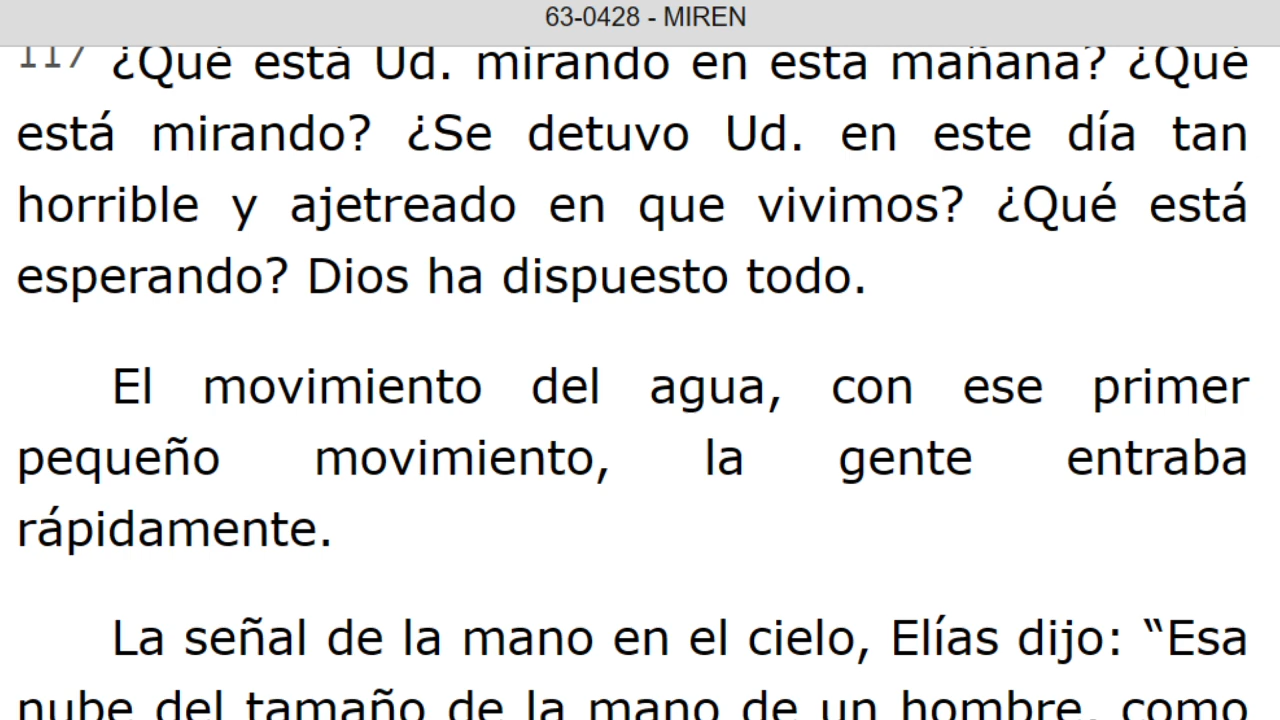 63-0428 - MIREN
117 ¿Qué está Ud. mirando en esta mañana? ¿Qué
está mirando? ¿Se detuvo Ud. en este día tan
horrible y ajetreado en que vivimos? ¿Qué está
esperando? Dios ha dispuesto todo.
El movimiento del agua, con ese primer
pequeño movimiento, la gente entraba
rápidamente.
La señal de la mano en el cielo, Elías dijo: “Esa
nube del tamaño de la mano de un hombre, como